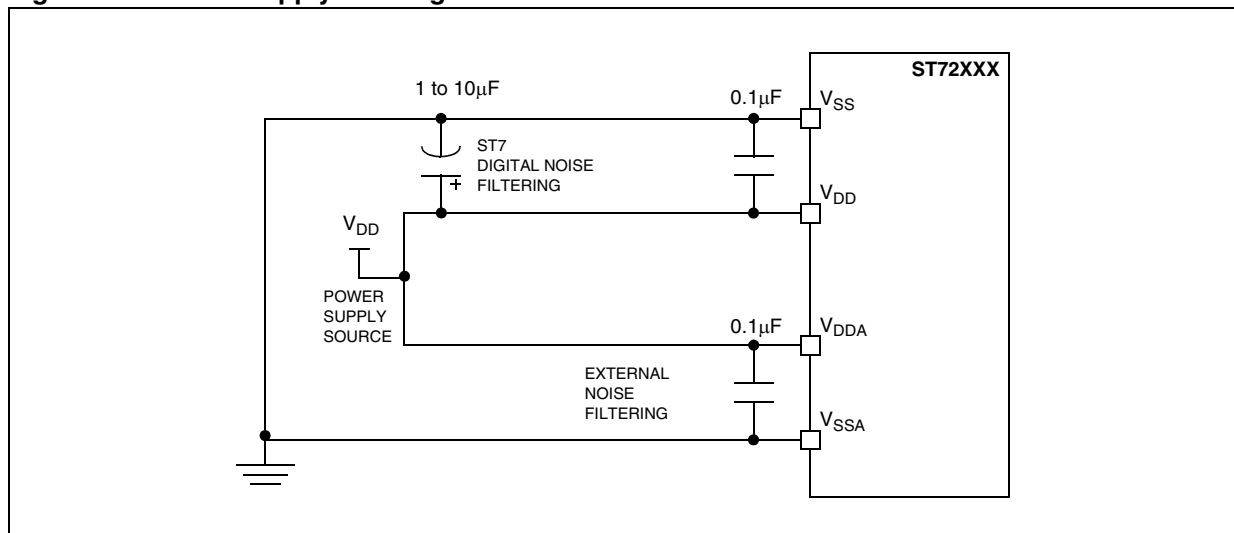 ST72XXX
1 to 10μF
0.1μF
VSS
ST7
DIGITAL NOISE
FILTERING
+
VDD
VDD
POWER
SUPPLY
SOURCE
0.1μF
VDDA
EXTERNAL
NOISE
FILTERING
VSSA